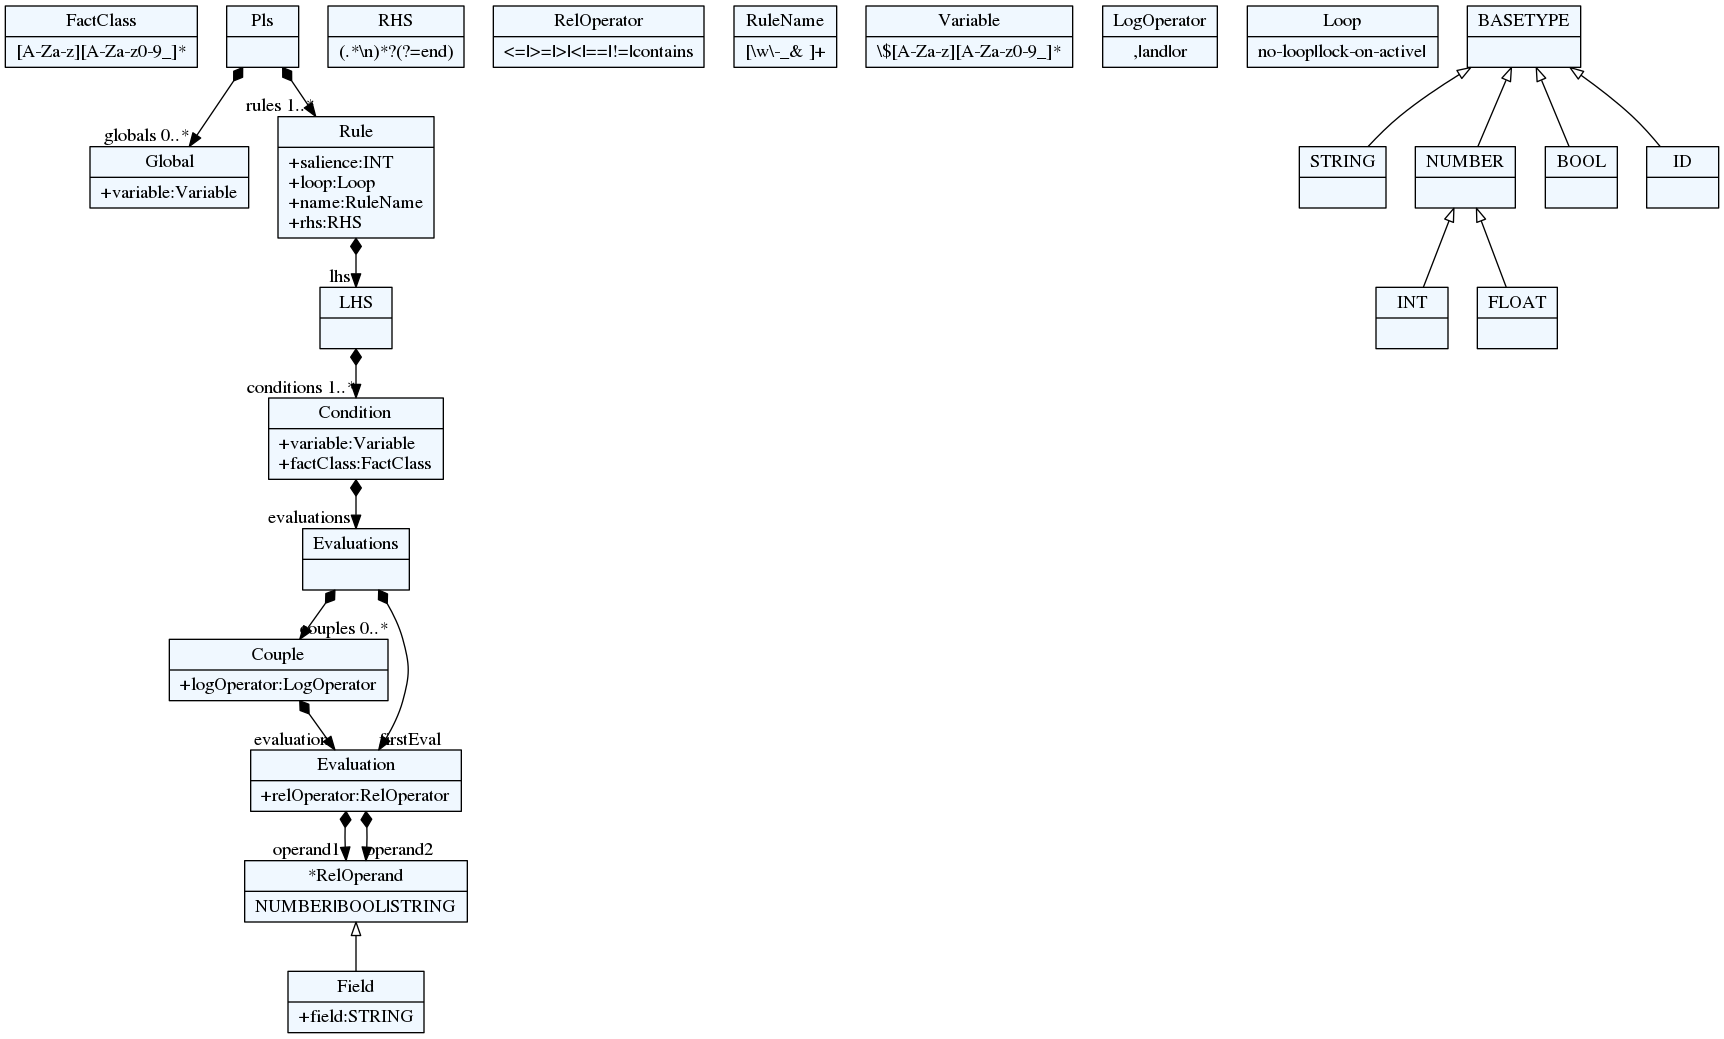 FactClass
[A-Za-z][A-Za-z0-9_]*
Pls
RHS
(.*\n)*?(?=end)
RelOperator
<=|>=|>|<|==|!=|contains
RuleName
[\w\-_& ]+
Variable
\$[A-Za-z][A-Za-z0-9_]*
LogOperator
,|and|or
Loop
no-loop|lock-on-active|
BASETYPE
rules 1..*
globals 0..*
Global
+variable:Variable
Rule
+salience:INT
+loop:Loop
+name:RuleName
+rhs:RHS
STRING
NUMBER
BOOL
ID
lhs
LHS
INT
FLOAT
conditions 1..*
Condition
+variable:Variable
+factClass:FactClass
evaluations
Evaluations
couples 0..*
Couple
+logOperator:LogOperator
evaluation
firstEval
Evaluation
+relOperator:RelOperator
operand1
operand2
*RelOperand
NUMBER|BOOL|STRING
Field
+field:STRING